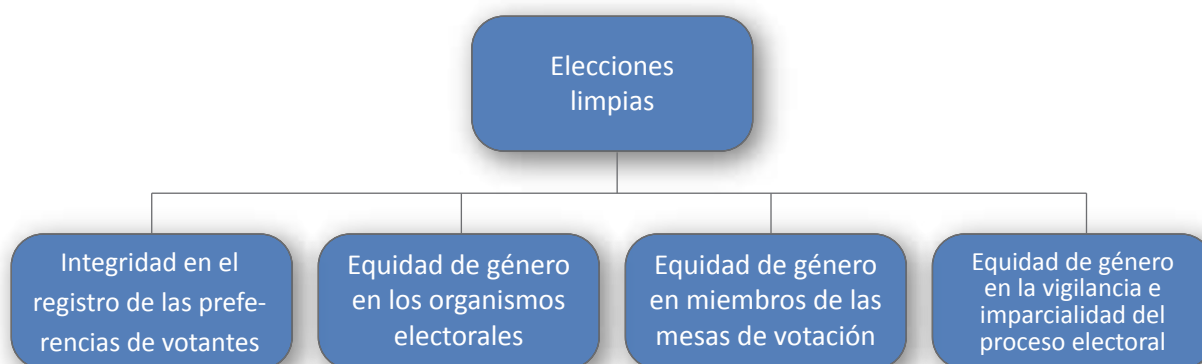 Elecciones
limpias
Integridad en el
registro de las prefe-
rencias de votantes
Equidad de género
en los organismos
electorales
Equidad de género
en miembros de las
mesas de votación
Equidad de género
en la vigilancia e
imparcialidad del
proceso electoral